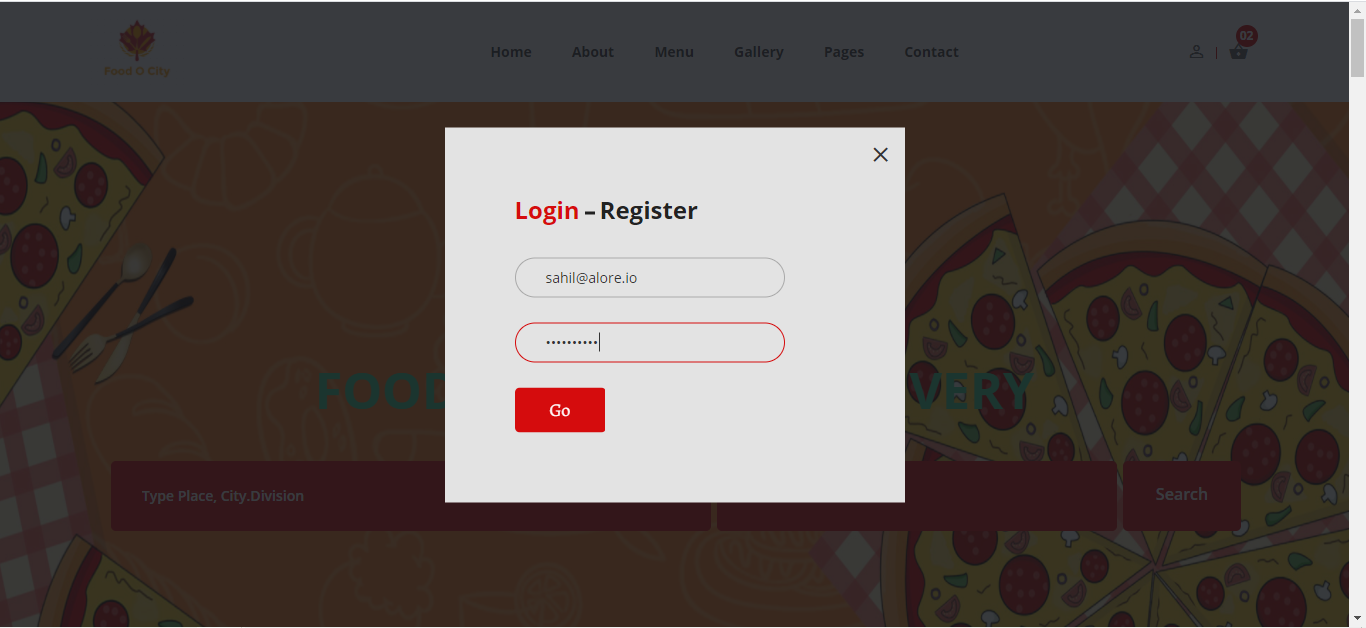 Food O City
Home About Menu Gallery Pages Contact
02
Login – Register
sahil@alore.io
••••••••••
Go
FOOD VERY
Type Place, City.Division
Search